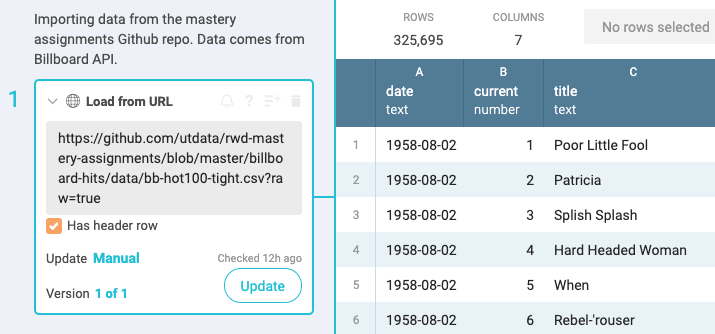 Importing data from the mastery
assignments Github repo. Data comes from
Billboard API.
1
Load from URL
?
https://github.com/utdata/rwd-mast
ery-assignments/blob/master/billbo
ard-hits/data/bb-hot100-tight.csv?ra
w=true
Has header row
Update Manual
Checked 12h ago
Version 1 of 1
Update
ROWS COLUMNS
325,695 7
No rows selected
A B C
date current title
text number text
1 1958-08-02 1 Poor Little Fool
2 1958-08-02 2 Patricia
3 1958-08-02 3 Splish Splash
4 1958-08-02 4 Hard Headed Woman
5 1958-08-02 5 When
6 1958-08-02 6 Rebel-'rouser